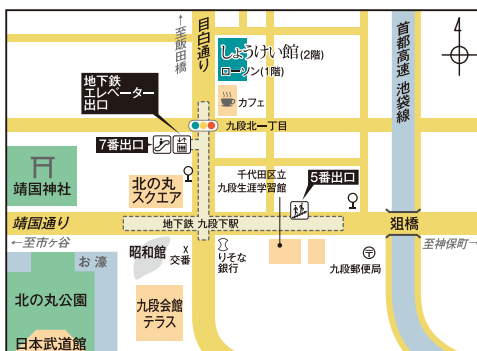 ←至飯田橋
目白通り
しょうけい館(2階)
ローソン(1階)
カフェ
首都高速 池袋線
4
地下鉄
エレベーター
出口
九段北一丁目
7番出口
千代田区立
九段生涯学習館
5番出口
靖国神社
北の丸
スクエア
靖国通り
地下鉄 九段下駅
俎橋
←至市ヶ谷
至神保町→
お濠
昭和館
X
交番
りそな
銀行
九段郵便局
北の丸公園
九段会館
テラス
日本武道館